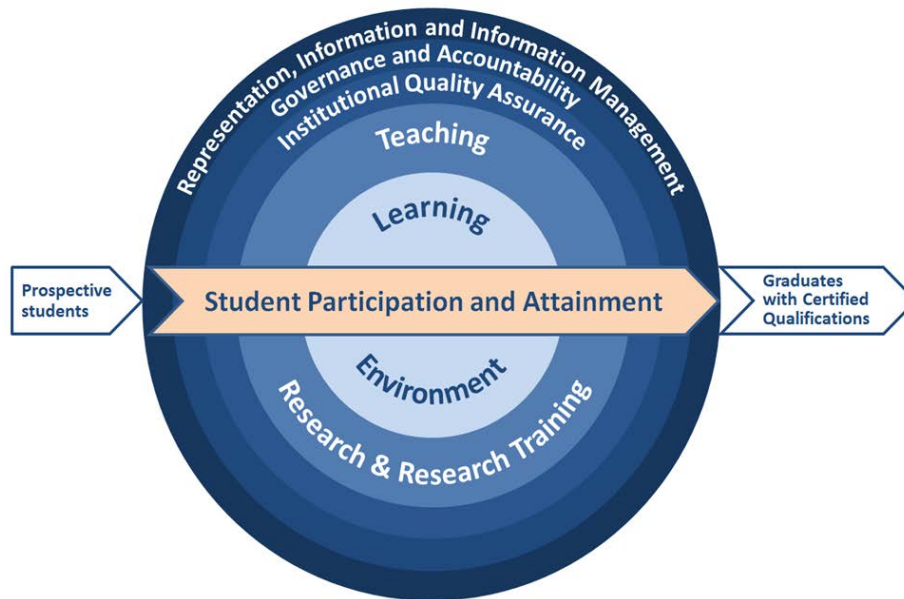 Representation, Information and Information Management
Governance and Accountability
Institutional Quality Assurance
Teaching
Learning
Prospective
students
Student Participation and Attainment
Graduates
with Certified
Qualifications
Environment
Research & Research Training